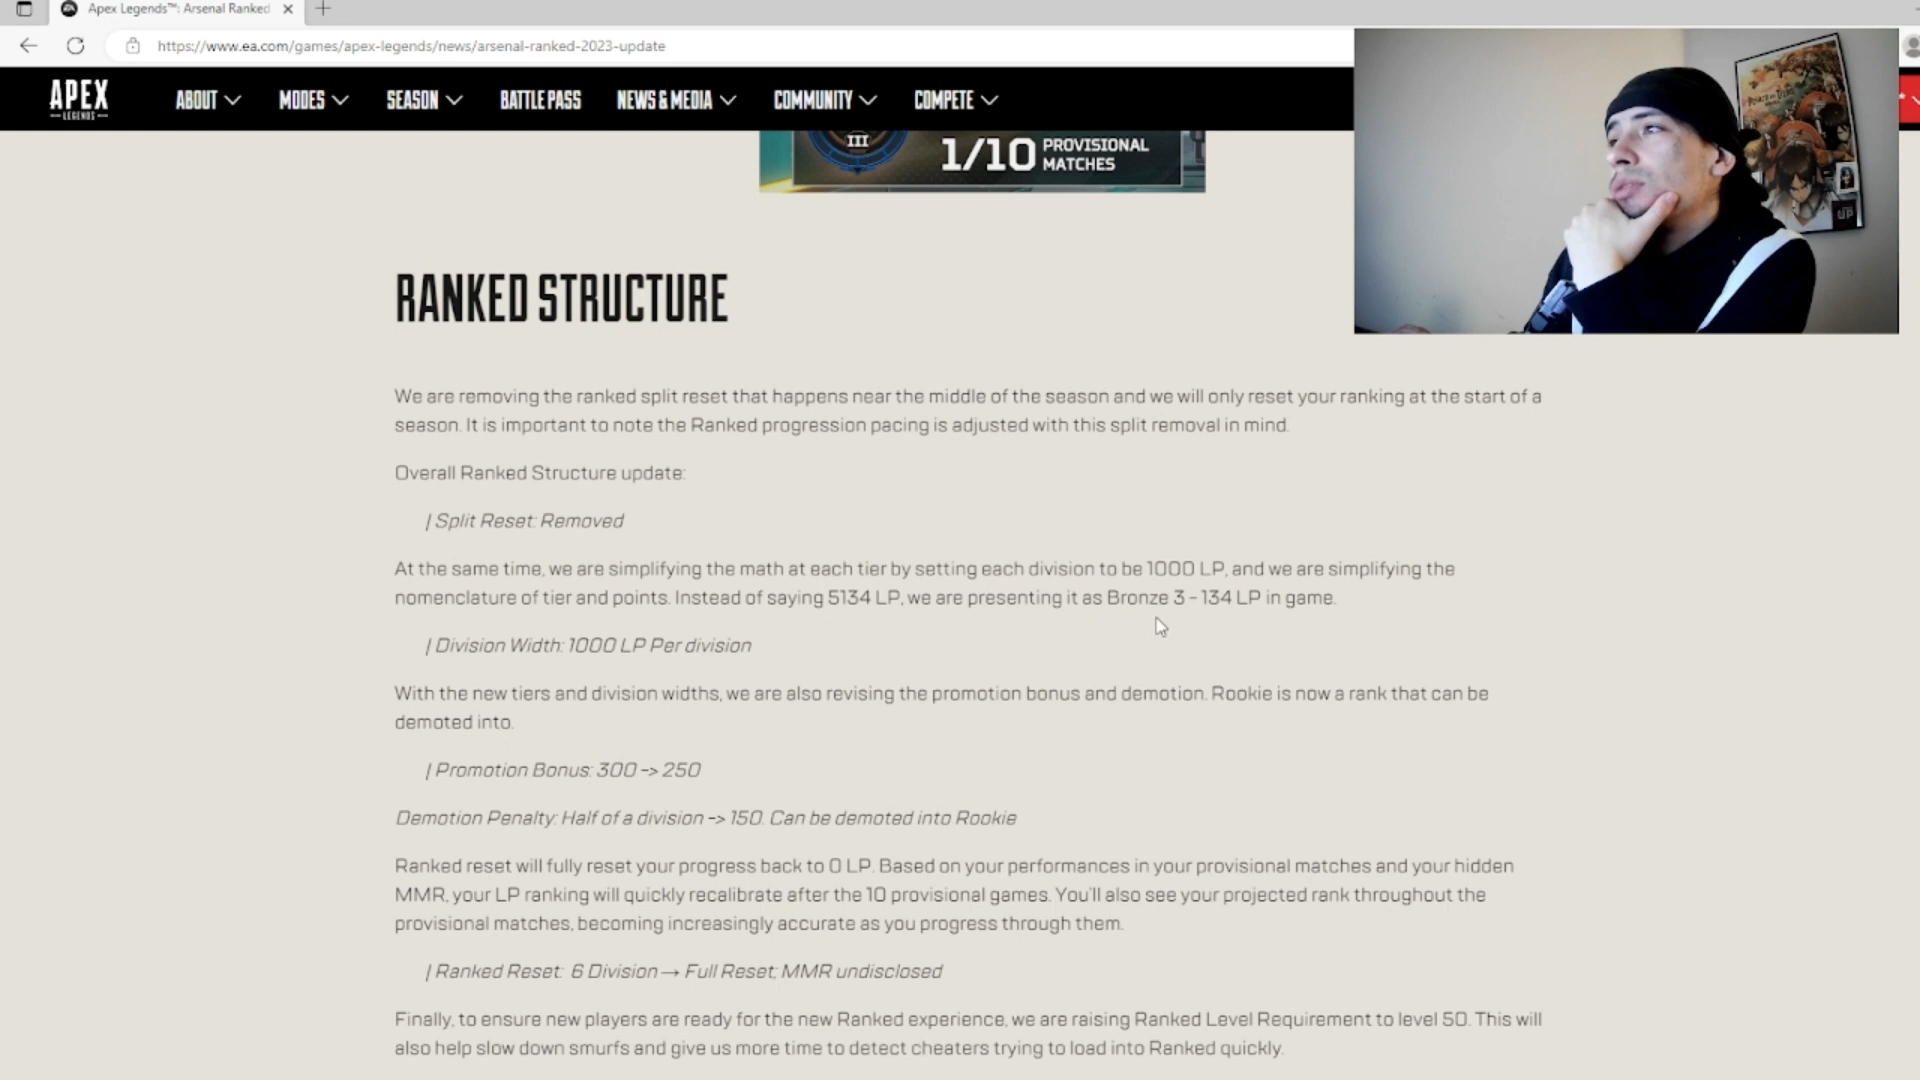 Apex Legends™: Arsenal Ranked
https://www.ea.com/games/apex-legends/news/arsenal-ranked-2023-update
APEX
LEGENDS
ABOUT
MODES
SEASON
BATTLE PASS
NEWS & MEDIA
COMMUNITY
COMPETE
III
1/10 PROVISIONAL
MATCHES
RANKED STRUCTURE
We are removing the ranked split reset that happens near the middle of the season and we will only reset your ranking at the start of a
season. It is important to note the Ranked progression pacing is adjusted with this split removal in mind.
Overall Ranked Structure update:
| Split Reset: Removed
At the same time, we are simplifying the math at each tier by setting each division to be 1000 LP, and we are simplifying the
nomenclature of tier and points. Instead of saying 5134 LP, we are presenting it as Bronze 3 - 134 LP in game.
| Division Width: 1000 LP Per division
With the new tiers and division widths, we are also revising the promotion bonus and demotion. Rookie is now a rank that can be
demoted into.
| Promotion Bonus: 300 -> 250
Demotion Penalty: Half of a division -> 150. Can be demoted into Rookie
Ranked reset will fully reset your progress back to 0 LP. Based on your performances in your provisional matches and your hidden
MMR, your LP ranking will quickly recalibrate after the 10 provisional games. You'll also see your projected rank throughout the
provisional matches, becoming increasingly accurate as you progress through them.
| Ranked Reset: 6 Division → Full Reset; MMR undisclosed
Finally, to ensure new players are ready for the new Ranked experience, we are raising Ranked Level Requirement to level 50. This will
also help slow down smurfs and give us more time to detect cheaters trying to load into Ranked quickly.